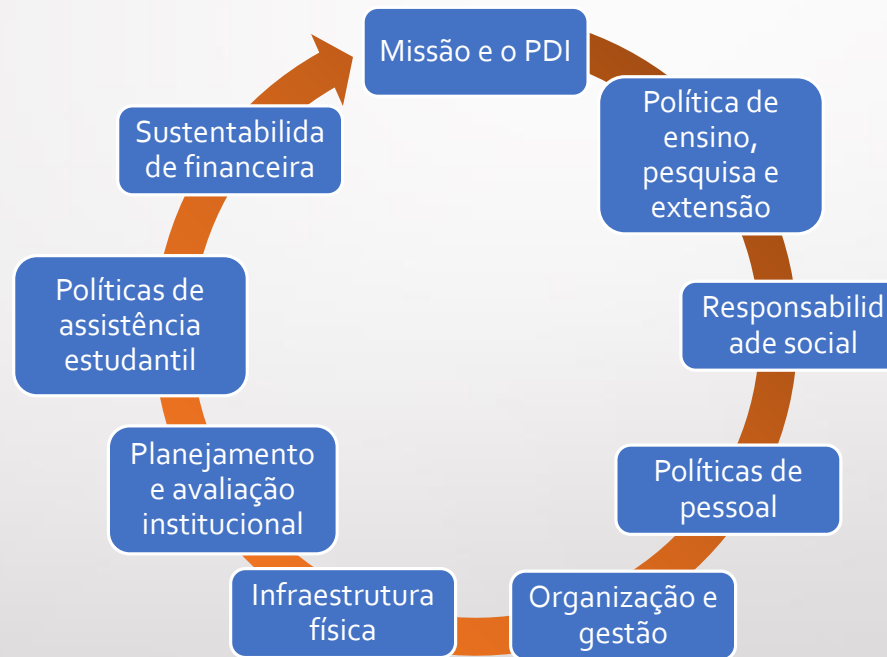 Missão e o PDI
Política de
ensino,
pesquisa e
extensão
Responsabilid
ade social
Políticas de
pessoal
Organização e
gestão
Infraestrutura
física
Planejamento
e avaliação
institucional
Políticas de
assistência
estudantil
Sustentabilida
de financeira